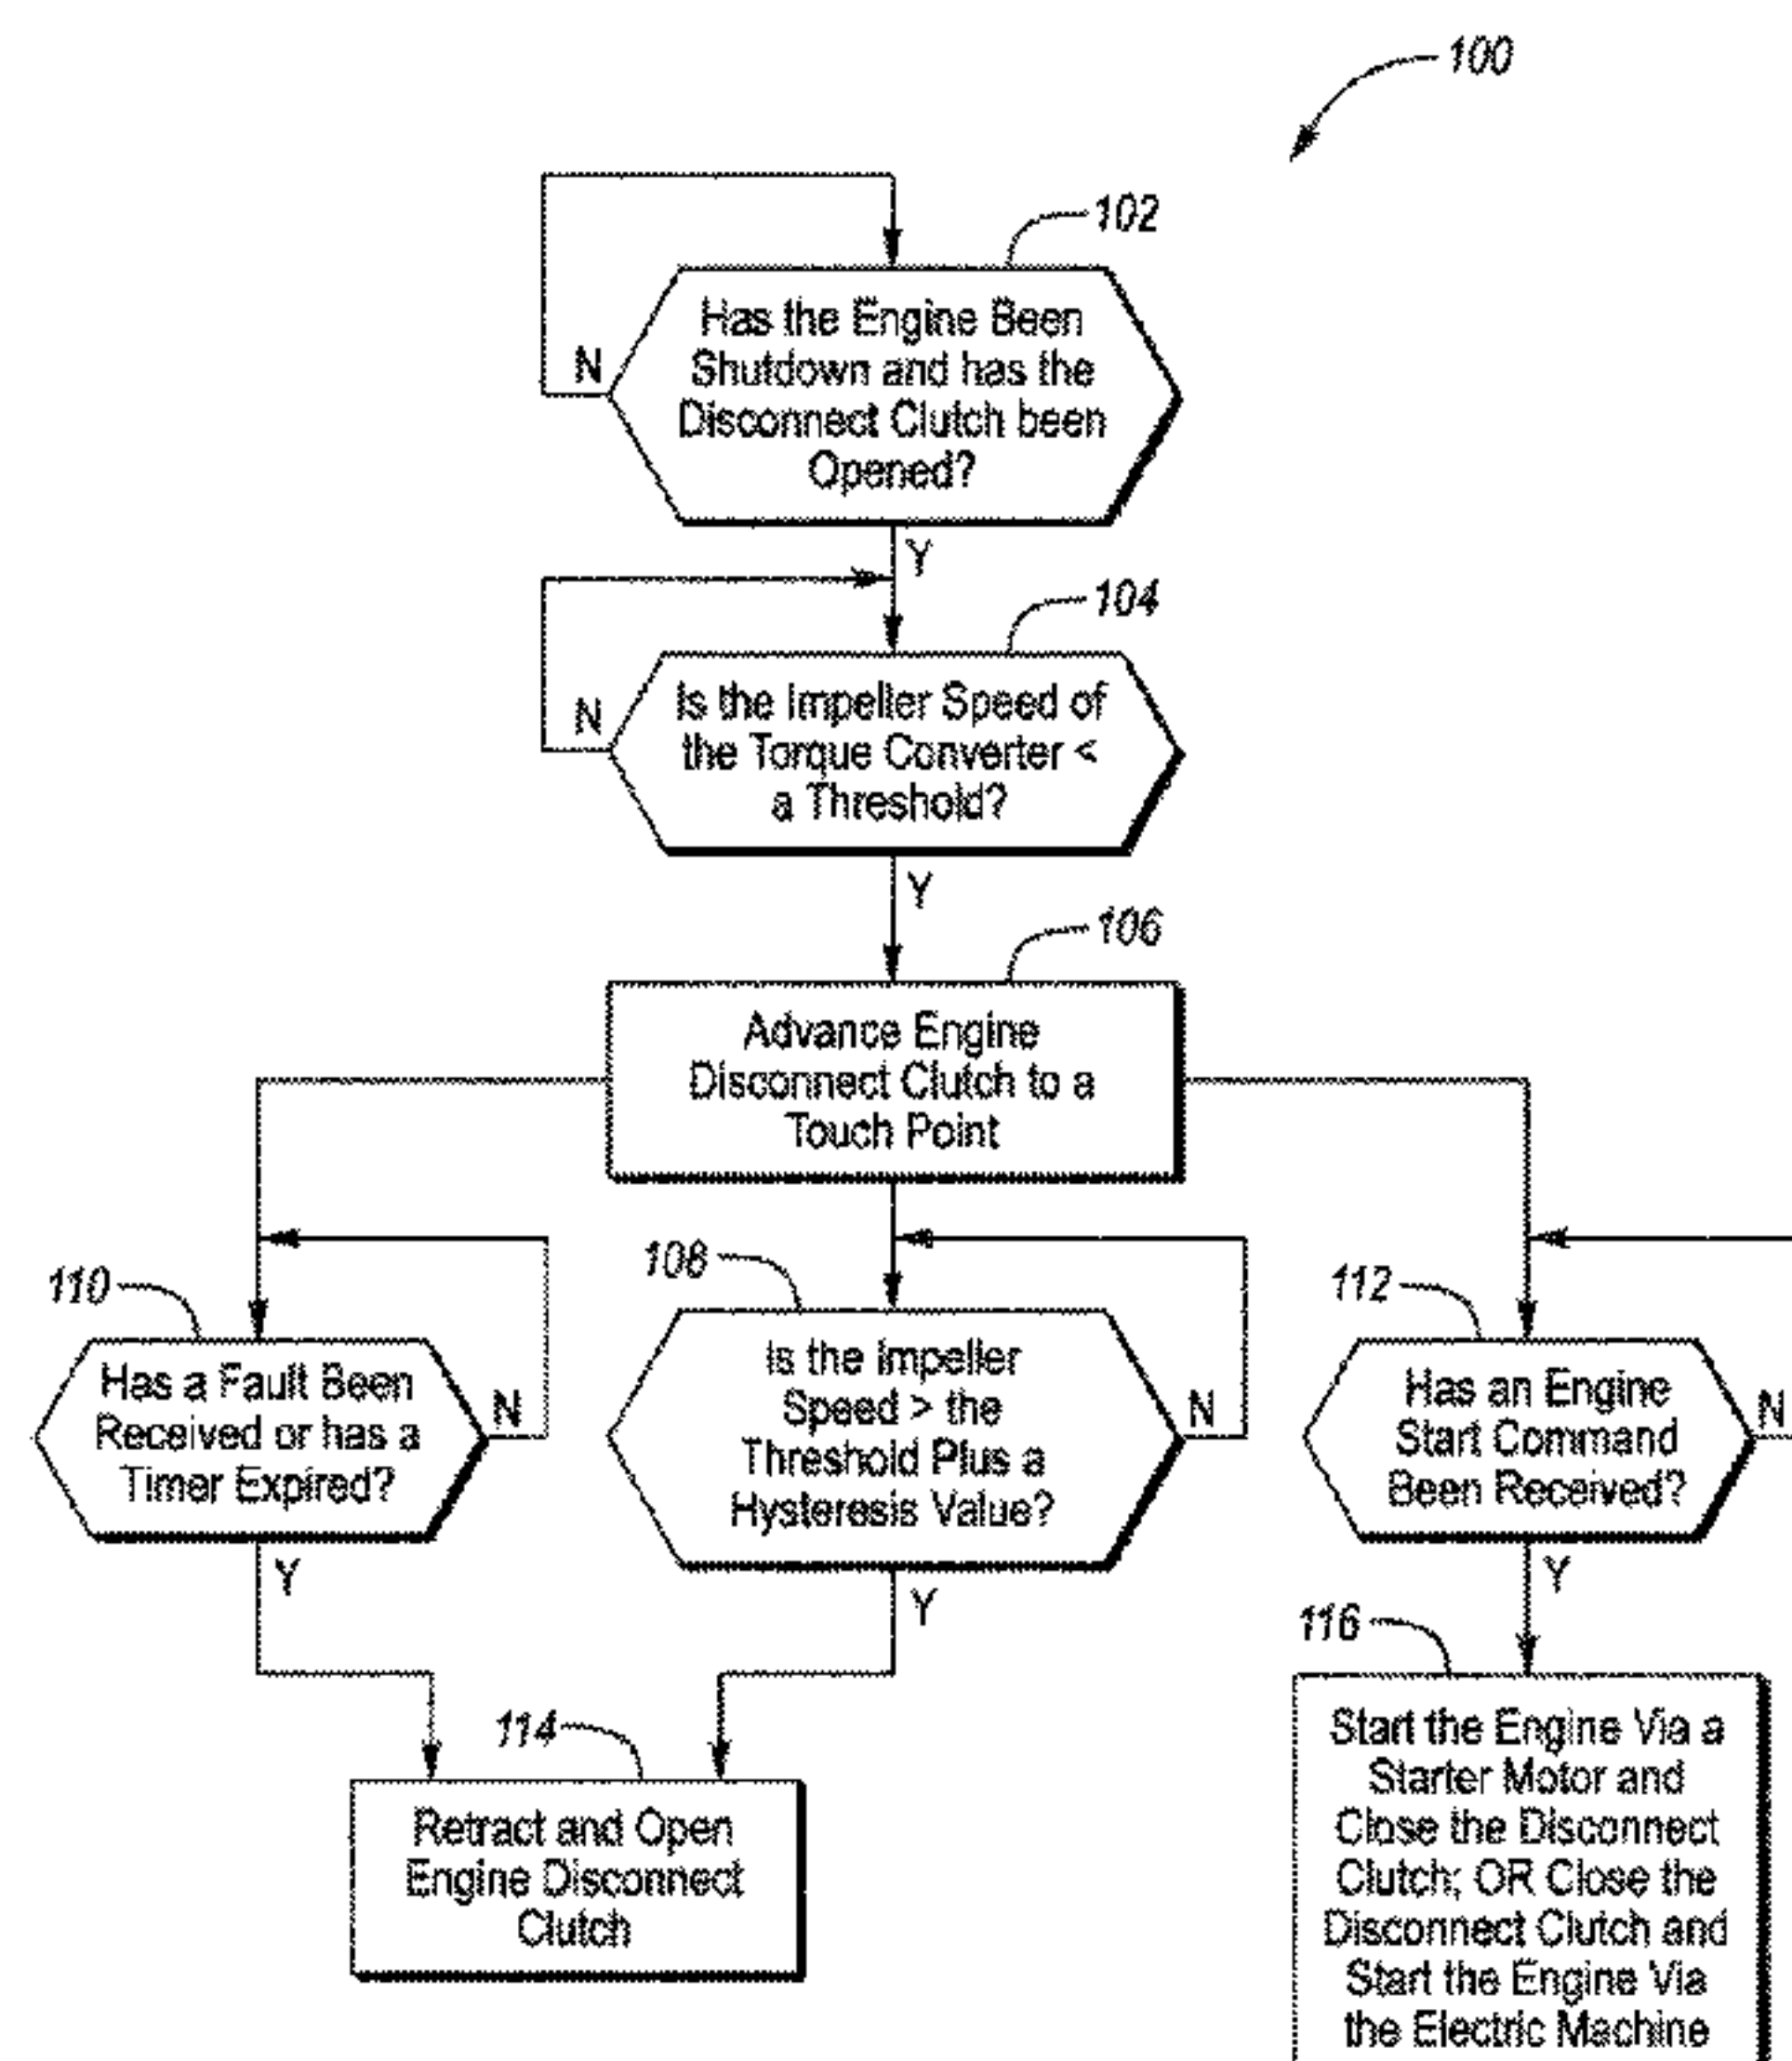 100
102
Has the Engine Been
Shutdown and has the
Disconnect Clutch been
Opened?
N
Y
104
Is the Impeller Speed of
the Torque Converter <
a Threshold?
N
Y
106
Advance Engine
Disconnect Clutch to a
Touch Point
110
Has a Fault Been
Received or has a
Timer Expired?
N
Y
108
Is the Impeller
Speed > the
Threshold Plus a
Hysteresis Value?
N
Y
112
Has an Engine
Start Command
Been Received?
N
Y
114
Retract and Open
Engine Disconnect
Clutch
116
Start the Engine Via a
Starter Motor and
Close the Disconnect
Clutch; OR Close the
Disconnect Clutch and
Start the Engine Via
the Electric Machine